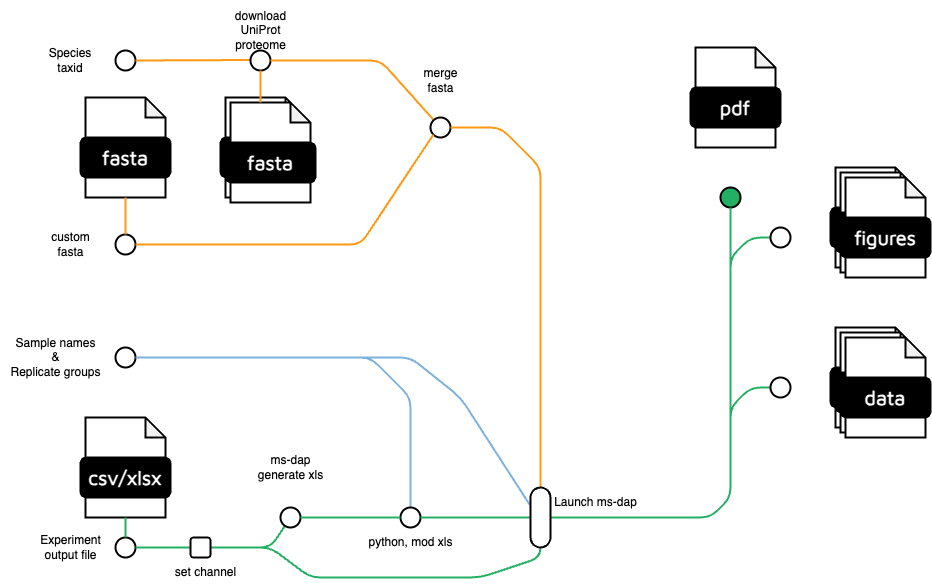 download
UniProt
proteome
Species
taxid
merge
fasta
pdf
fasta
fasta
custom
fasta
figures
Sample names
&
Replicate groups
data
csv/xlsx
ms-dap
generate xls
Launch ms-dap
Experiment
output file
python, mod xls
set channel